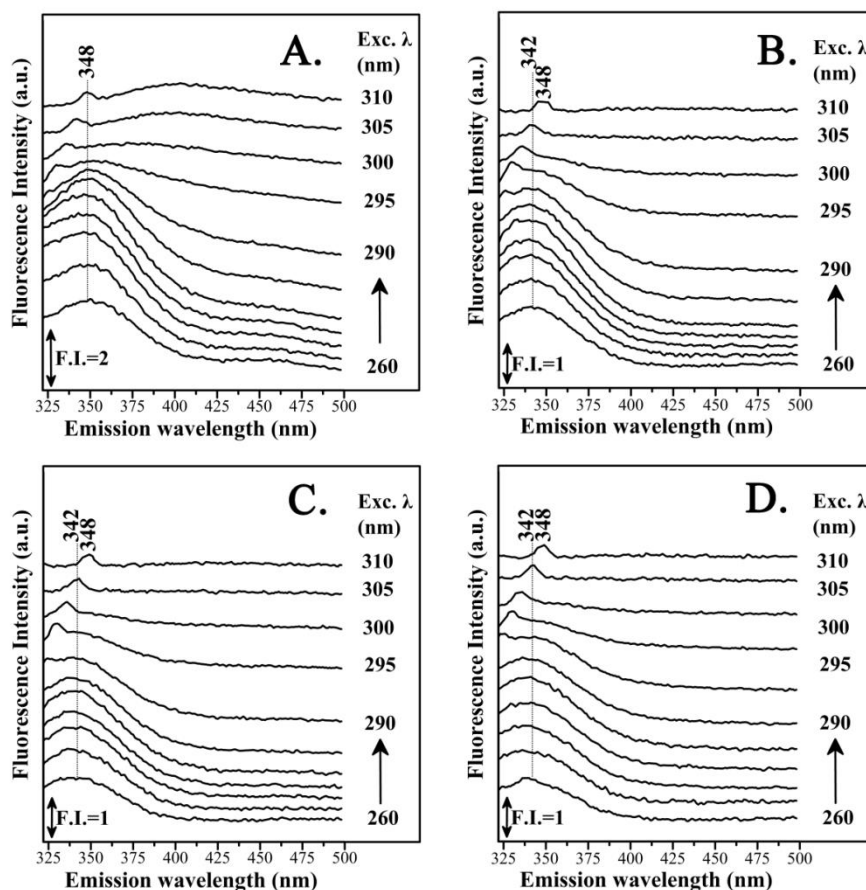 A.
348
Exc. λ
(nm)
310
305
300
295
290
260
F.I.=2
Fluorescence Intensity (a.u.)
325 350 375 400 425 450 475 500
Emission wavelength (nm)
B.
342
348
Exc. λ
(nm)
310
305
300
295
290
260
F.I.=1
Fluorescence Intensity (a.u.)
325 350 375 400 425 450 475 500
Emission wavelength (nm)
C.
342
348
Exc. λ
(nm)
310
305
300
295
290
260
F.I.=1
Fluorescence Intensity (a.u.)
325 350 375 400 425 450 475 500
Emission wavelength (nm)
D.
342
348
Exc. λ
(nm)
310
305
300
295
290
260
F.I.=1
Fluorescence Intensity (a.u.)
325 350 375 400 425 450 475 500
Emission wavelength (nm)